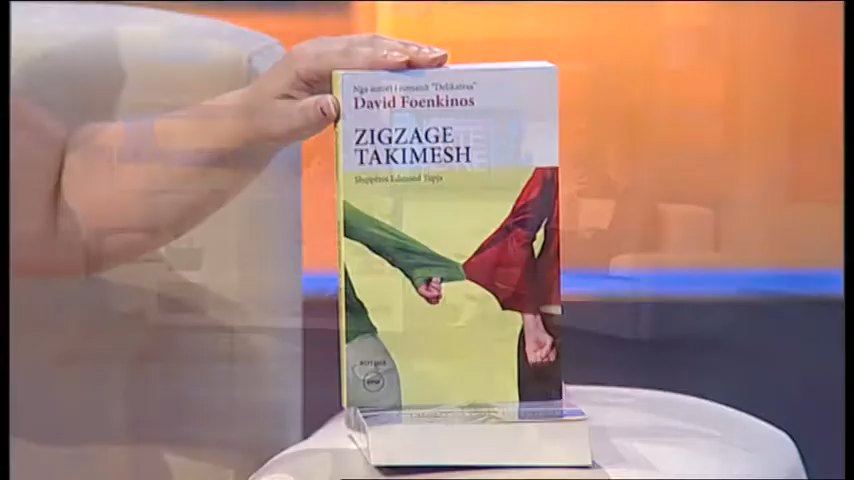 Nga autori i romanit "Delikatesa"
David Foenkinos
ZIGZAGE
TAKIMESH
Shqipëroi Edmond Tupja